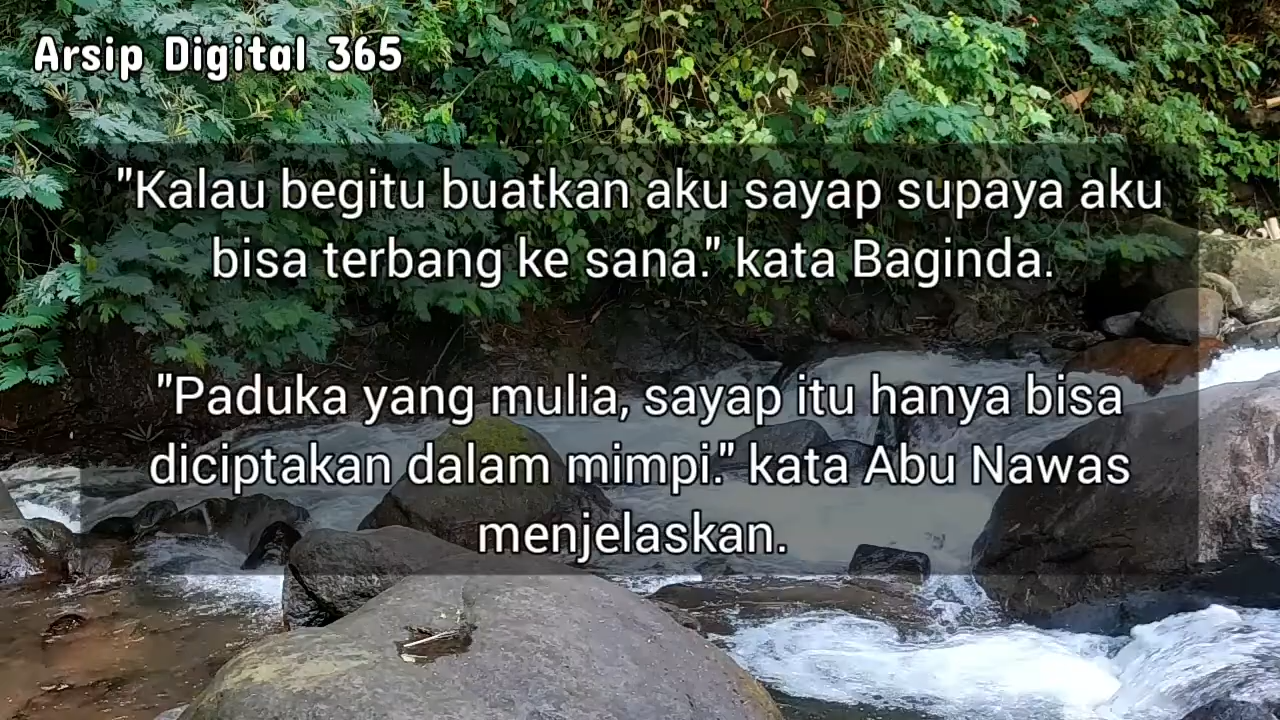 Arsip Digital 365
"Kalau begitu buatkan aku sayap supaya aku
bisa terbang ke sana." kata Baginda.
"Paduka yang mulia, sayap itu hanya bisa
diciptakan dalam mimpi." kata Abu Nawas
menjelaskan.